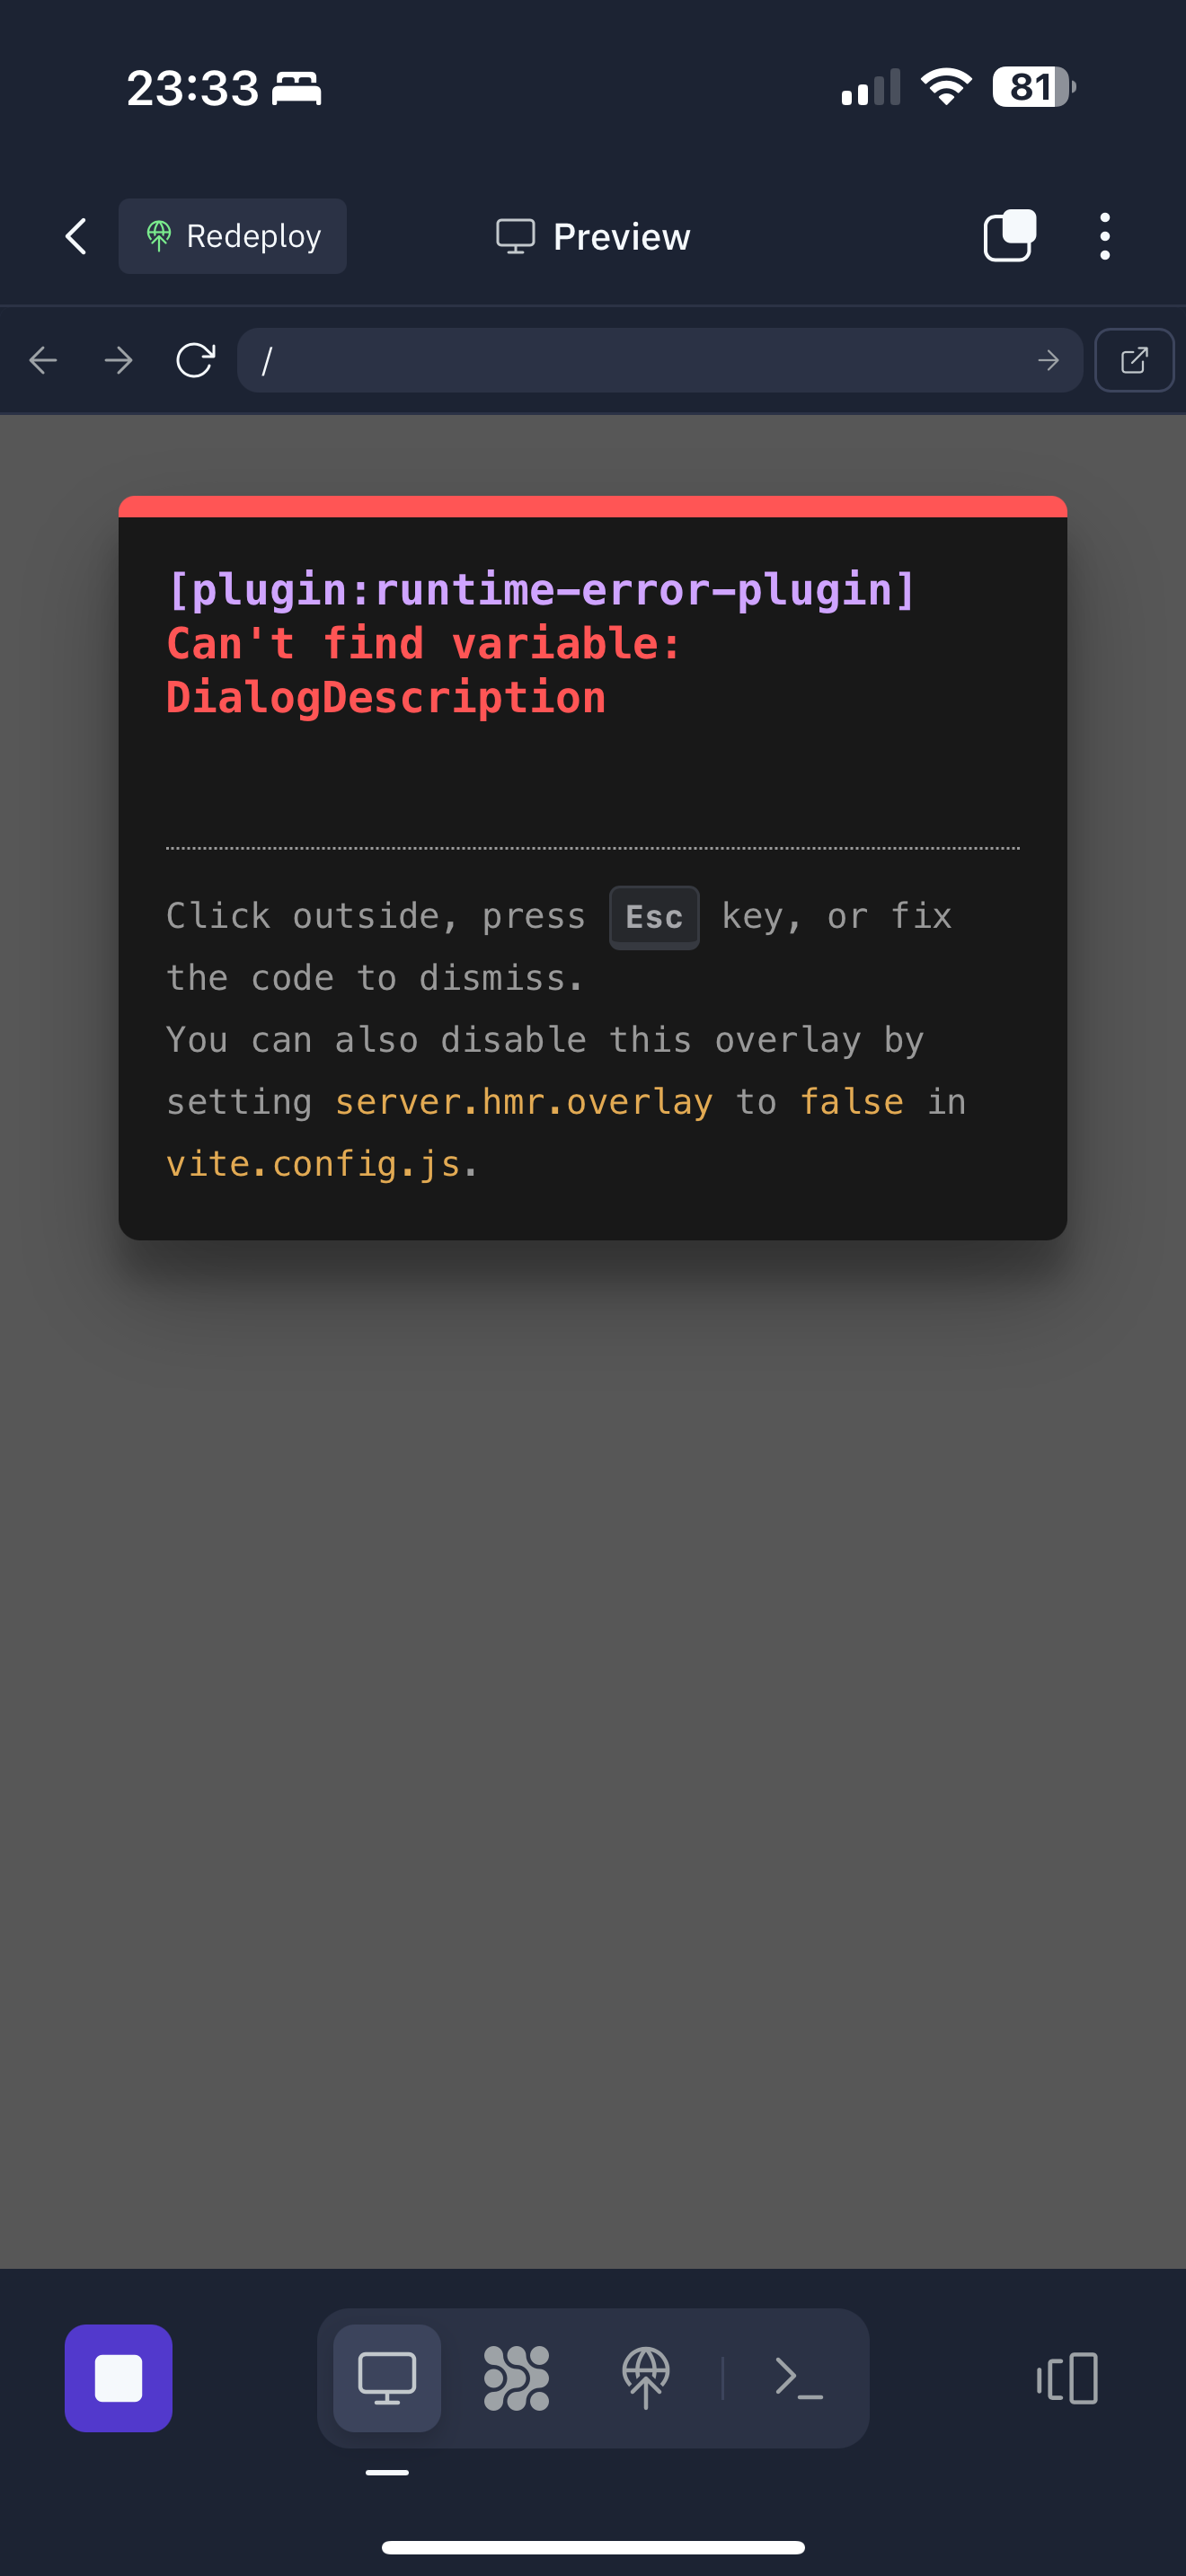 23:33
81
Redeploy
Preview
/
[plugin:runtime-error-plugin]
Can't find variable:
DialogDescription
Click outside, press Esc key, or fix
the code to dismiss.
You can also disable this overlay by
setting server.hmr.overlay to false in
vite.config.js.